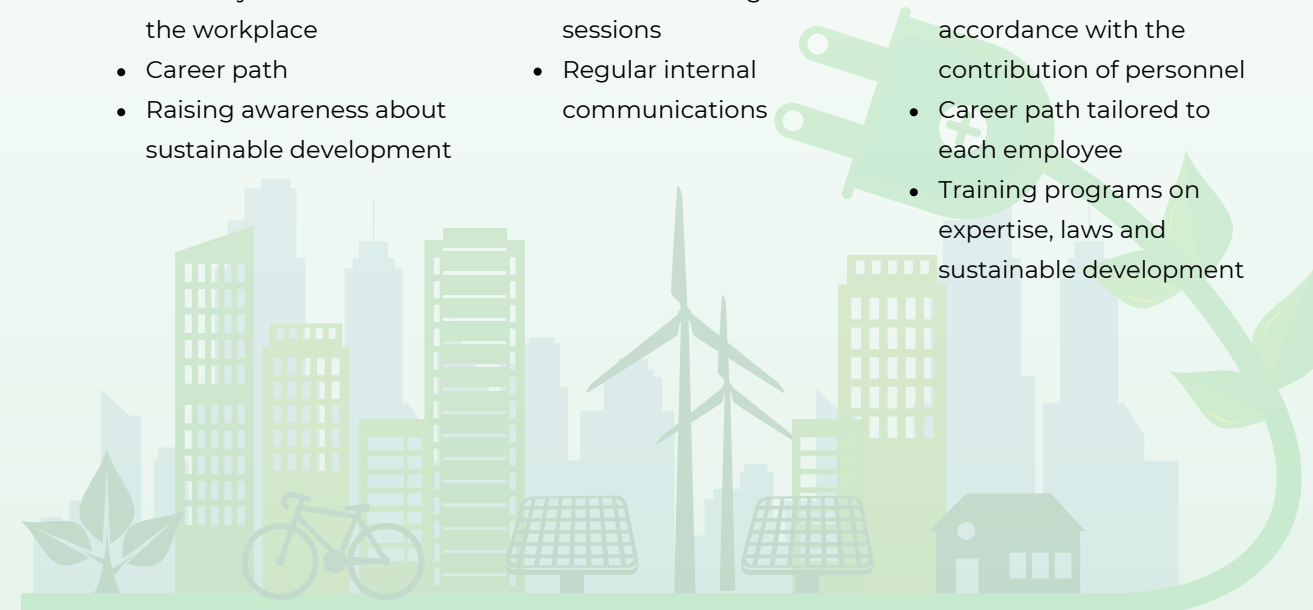 the workplace
• Career path
• Raising awareness about
sustainable development
sessions
• Regular internal
communications
accordance with the
contribution of personnel
• Career path tailored to
each employee
• Training programs on
expertise, laws and
sustainable development